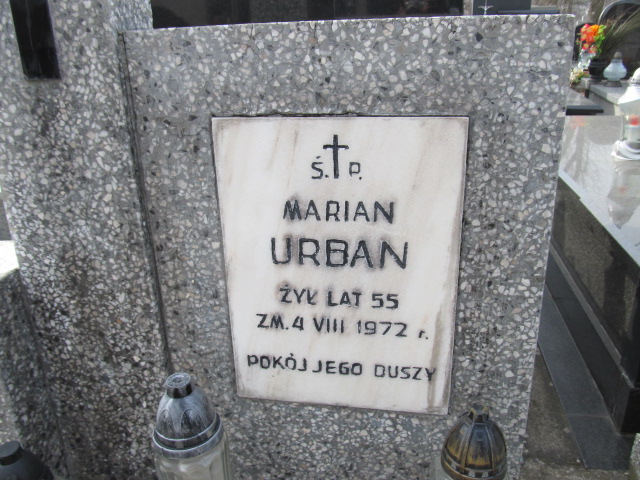 Ś.†P.
MARIAN
URBAN
ŻYŁ LAT 55
ZM. 4 VIII 1972 r.
POKÓJ JEGO DUSZY